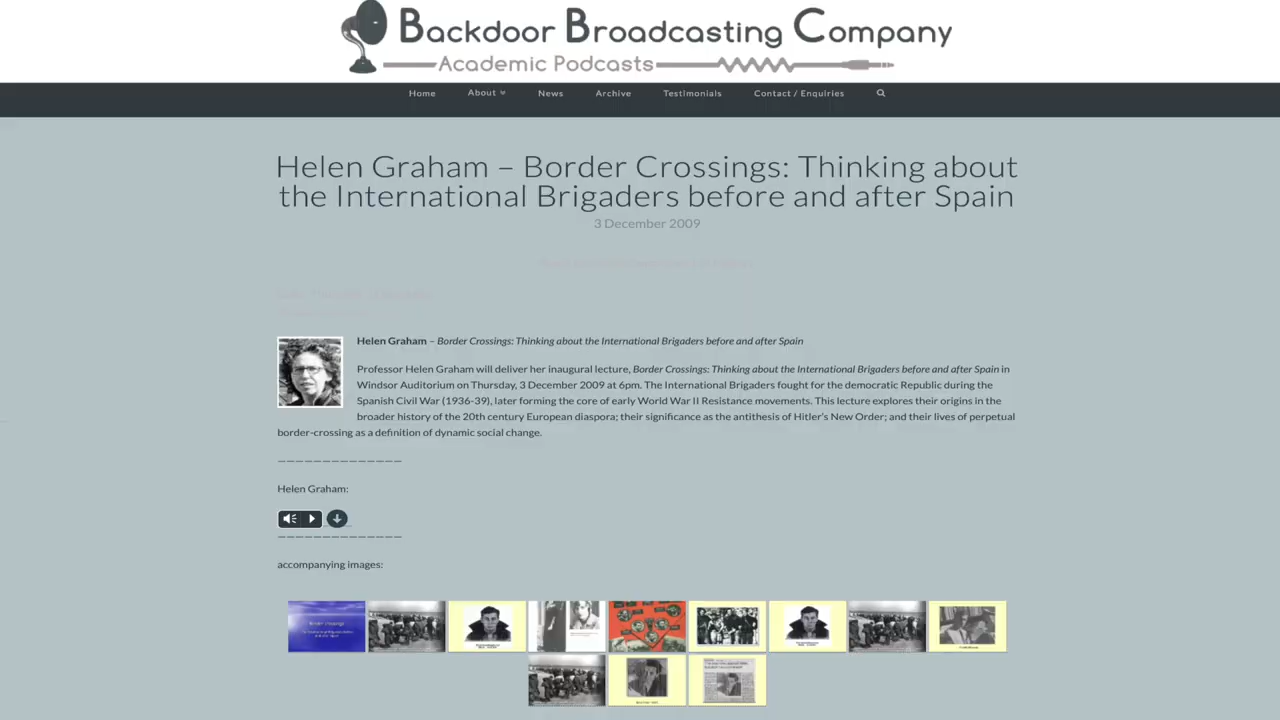 Backdoor Broadcasting Company
Academic Podcasts
Home About News Archive Testimonials Contact / Enquiries
Helen Graham – Border Crossings: Thinking about
the International Brigaders before and after Spain
3 December 2009
Helen Graham – Border Crossings: Thinking about the International Brigaders before and after Spain
Professor Helen Graham will deliver her inaugural lecture, Border Crossings: Thinking about the International Brigaders before and after Spain in
Windsor Auditorium on Thursday, 3 December 2009 at 6pm. The International Brigaders fought for the democratic Republic during the
Spanish Civil War (1936-39), later forming the core of early World War II Resistance movements. This lecture explores their origins in the
broader history of the 20th century European diaspora; their significance as the antithesis of Hitler's New Order; and their lives of perpetual
border-crossing as a definition of dynamic social change.
——————————————
Helen Graham:
——————————————
accompanying images: